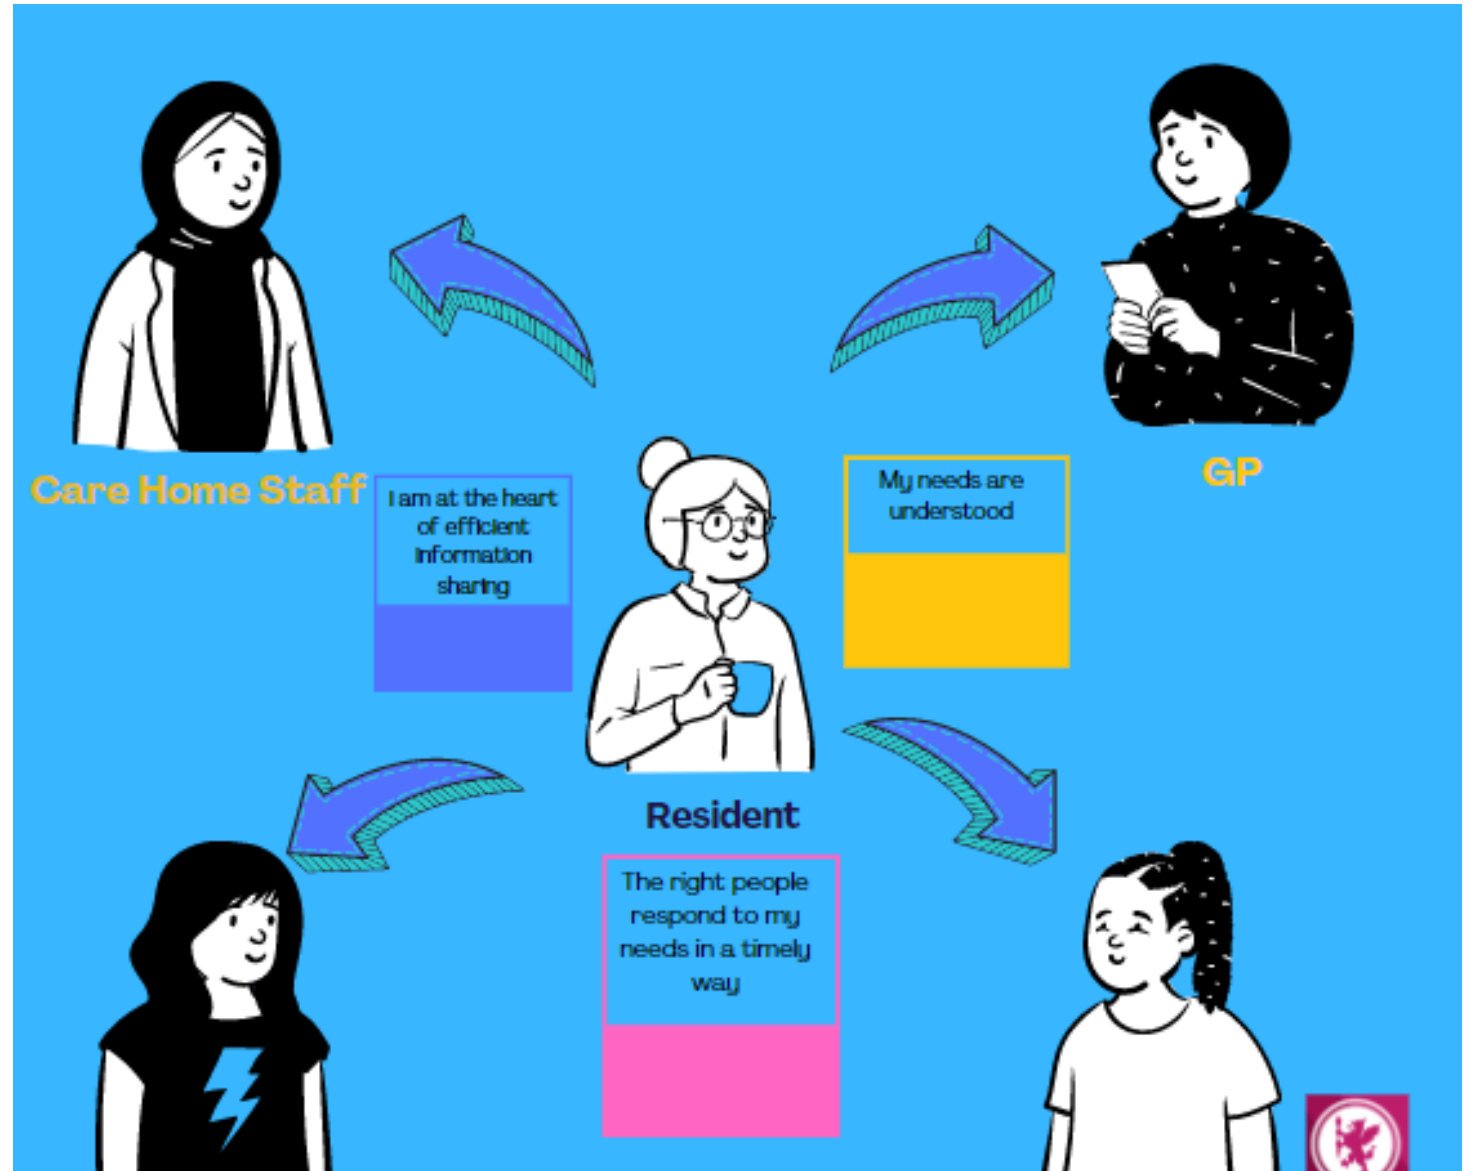 Care Home Staff
GP
I am at the heart
of efficient
information
sharing
My needs are
understood
Resident
The right people
respond to my
needs in a timely
way